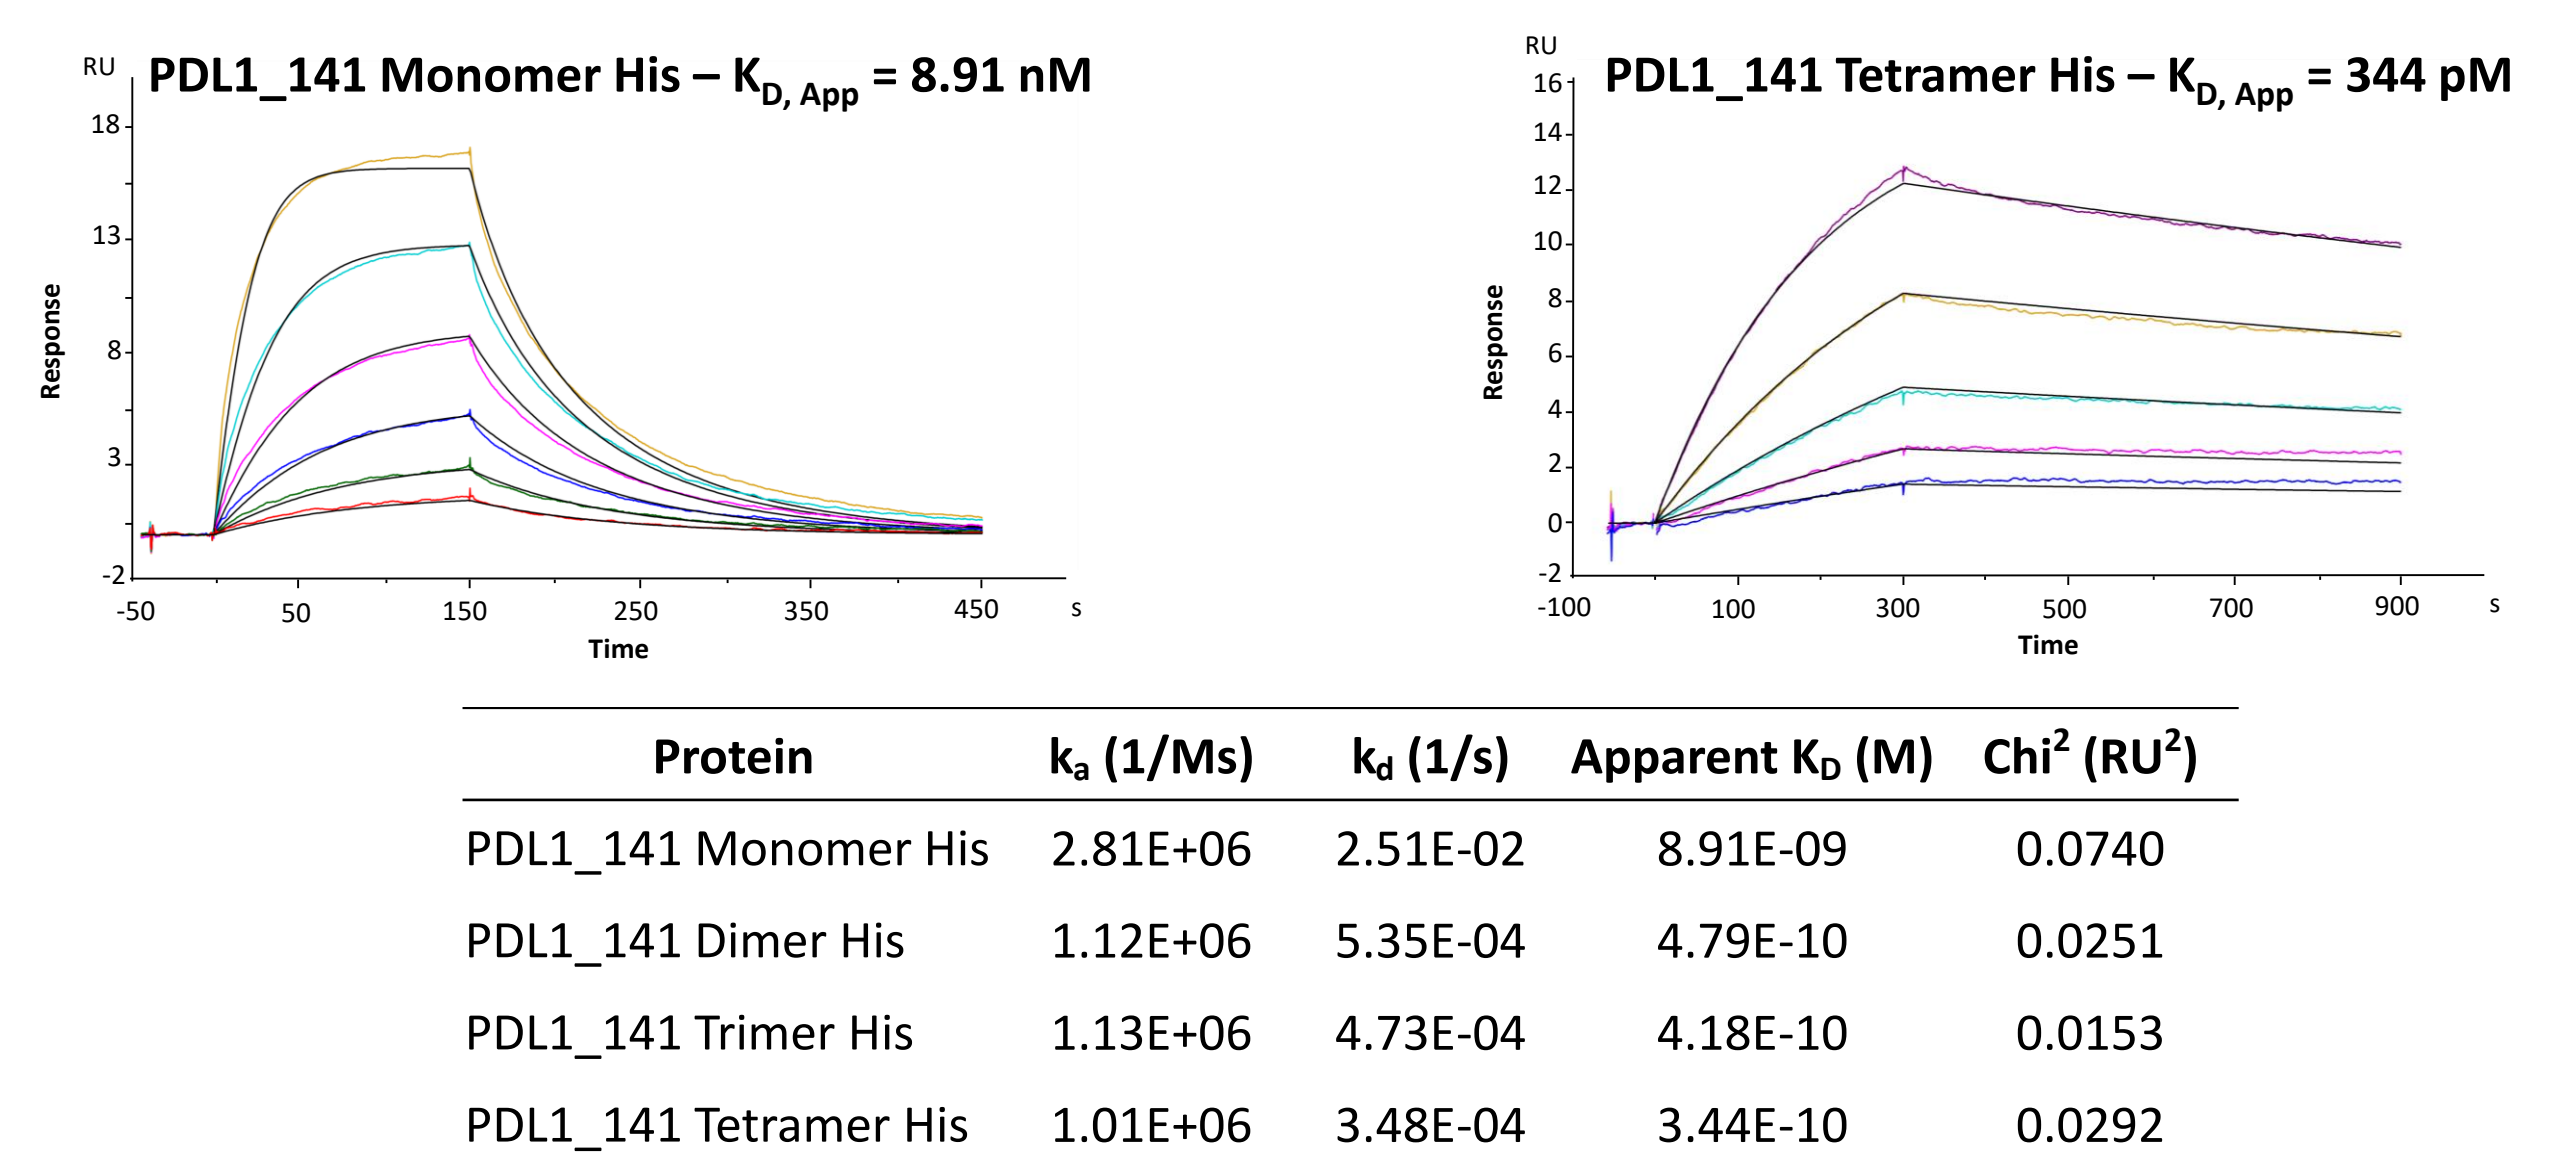 RU
PDL1_141 Monomer His – K_D, App = 8.91 nM
18
13
8
3
-2
Response
-50 50 150 250 350 450 s
Time
RU
PDL1_141 Tetramer His – K_D, App = 344 pM
16
14
12
10
8
6
4
2
0
-2
Response
-100 100 300 500 700 900 s
Time
Protein k_a (1/Ms) k_d (1/s) Apparent K_D (M) Chi² (RU²)
PDL1_141 Monomer His 2.81E+06 2.51E-02 8.91E-09 0.0740
PDL1_141 Dimer His 1.12E+06 5.35E-04 4.79E-10 0.0251
PDL1_141 Trimer His 1.13E+06 4.73E-04 4.18E-10 0.0153
PDL1_141 Tetramer His 1.01E+06 3.48E-04 3.44E-10 0.0292